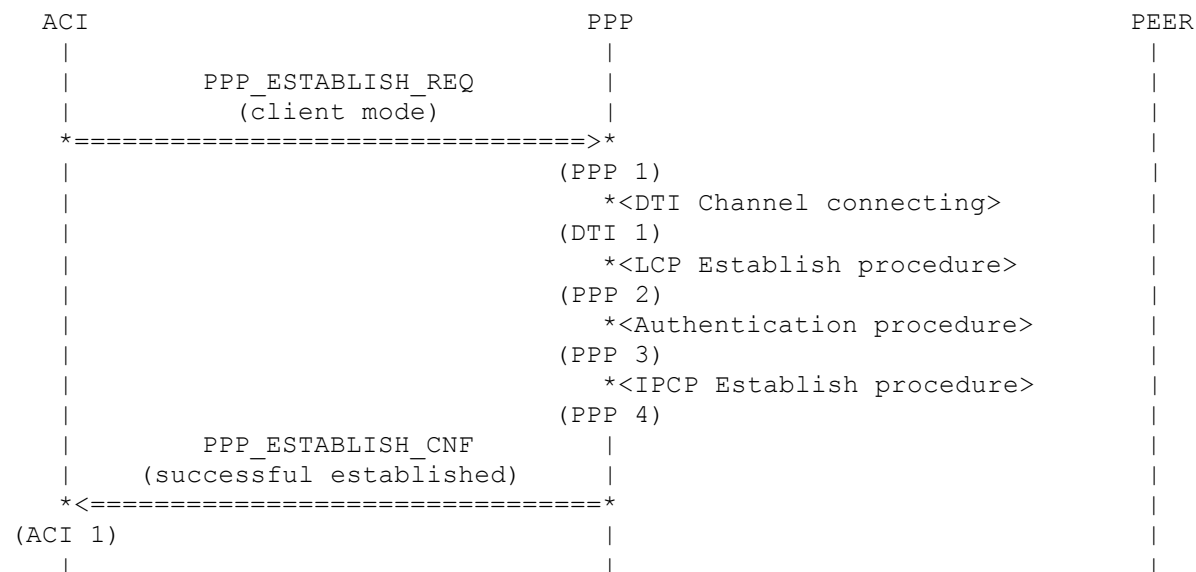 ACI PPP PEER
PPP_ESTABLISH_REQ
(client mode)
*================================>*
(PPP 1)
*<DTI Channel connecting>
(DTI 1)
*<LCP Establish procedure>
(PPP 2)
*<Authentication procedure>
(PPP 3)
*<IPCP Establish procedure>
(PPP 4)
PPP_ESTABLISH_CNF
(successful established)
*<================================*
(ACI 1)